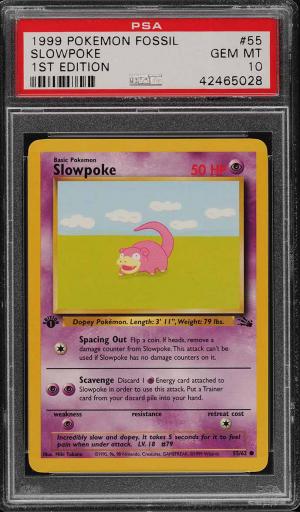 PSA
1999 POKEMON FOSSIL #55
SLOWPOKE GEM MT
1ST EDITION 10
42465028
Basic Pokémon
Slowpoke 50 HP
Dopey Pokémon. Length: 3' 11", Weight: 79 lbs.
Spacing Out Flip a coin. If heads, remove a
damage counter from Slowpoke. This attack can't be
used if Slowpoke has no damage counters on it.
Scavenge Discard 1 Energy card attached
to Slowpoke in order to use this attack. Put a Trainer
card from your discard pile into your hand.
weakness resistance retreat cost
Incredibly slow and dopey. It takes 5 seconds for it to feel
pain when under attack. LV. 18 #79
Illus. Miki Tanaka 55/62